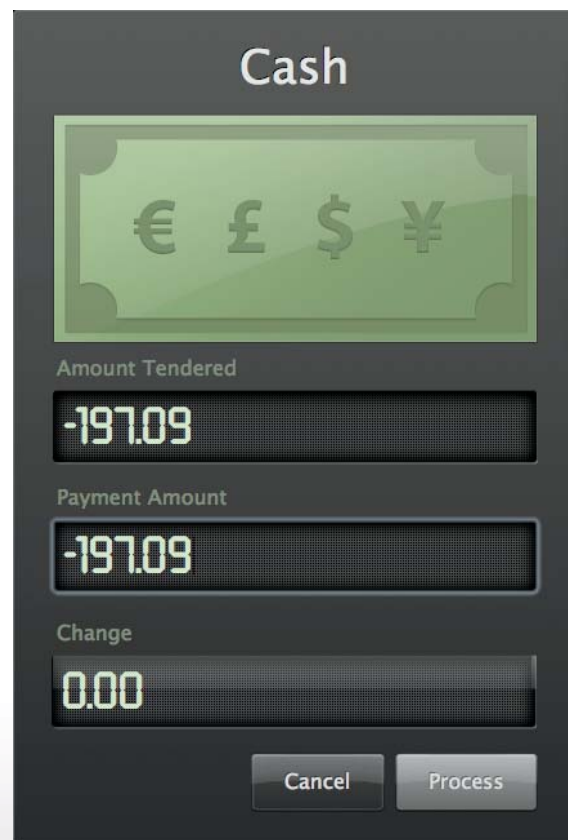 Cash
€ £ $ ¥
Amount Tendered
-197.09
Payment Amount
-197.09
Change
0.00
Cancel Process